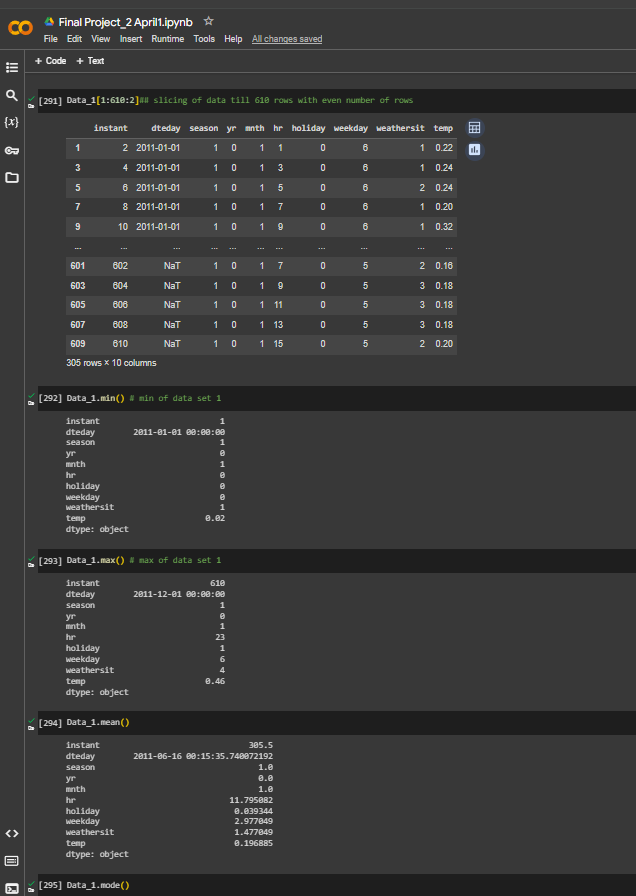 Final Project_2 April1.ipynb
File Edit View Insert Runtime Tools Help All changes saved
+ Code + Text
[291] Data_1[1:610:2]## slicing of data till 610 rows with even number of rows
instant dteday season yr mnth hr holiday weekday weathersit temp
1 2 2011-01-01 1 0 1 1 0 6 1 0.22
3 4 2011-01-01 1 0 1 3 0 6 1 0.24
5 6 2011-01-01 1 0 1 5 0 6 2 0.24
7 8 2011-01-01 1 0 1 7 0 6 1 0.20
9 10 2011-01-01 1 0 1 9 0 6 1 0.32
... ... ... ... ... ... ... ... ... ... ...
601 602 NaT 1 0 1 7 0 5 2 0.16
603 604 NaT 1 0 1 9 0 5 3 0.18
605 606 NaT 1 0 1 11 0 5 3 0.18
607 608 NaT 1 0 1 13 0 5 3 0.18
609 610 NaT 1 0 1 15 0 5 2 0.20
305 rows × 10 columns
[292] Data_1.min() # min of data set 1
instant 1
dteday 2011-01-01 00:00:00
season 1
yr 0
mnth 1
hr 0
holiday 0
weekday 0
weathersit 1
temp 0.02
dtype: object
[293] Data_1.max() # max of data set 1
instant 610
dteday 2011-12-01 00:00:00
season 1
yr 0
mnth 1
hr 23
holiday 1
weekday 6
weathersit 4
temp 0.46
dtype: object
[294] Data_1.mean()
instant 305.5
dteday 2011-06-16 00:15:35.740072192
season 1.0
yr 0.0
mnth 1.0
hr 11.795082
holiday 0.039344
weekday 2.977049
weathersit 1.477049
temp 0.196885
dtype: object
[295] Data_1.mode()